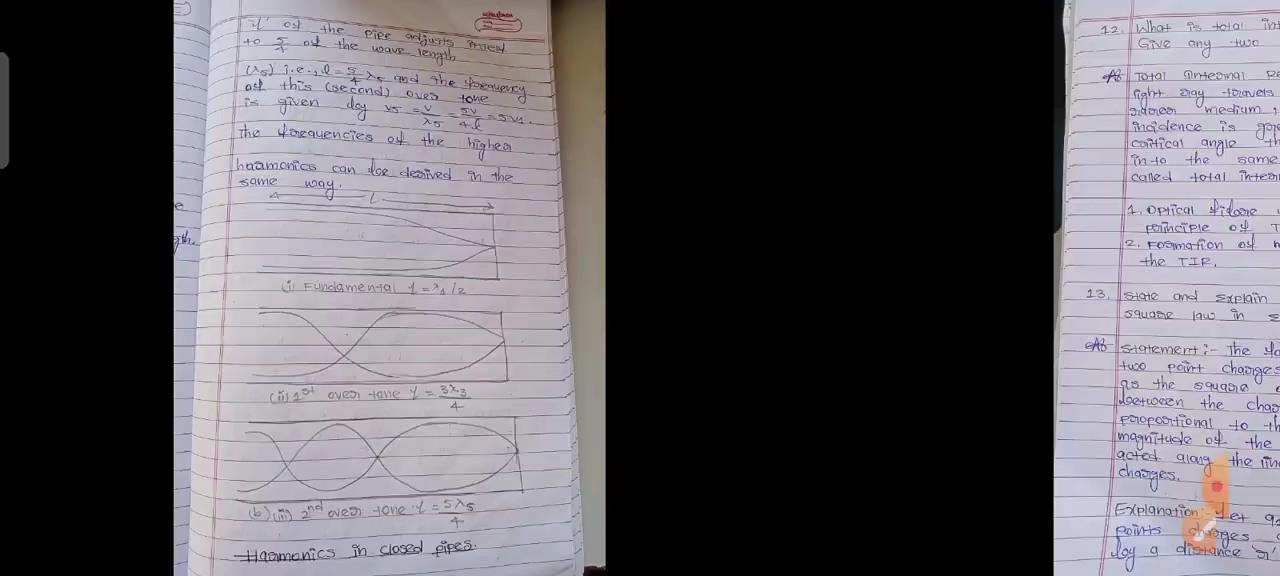 'l' of the pipe adjusts itself
to 5/4 of the wave length
(λ5) i.e., l = 5/4 λ5 and the frequency
of this (second) over tone
is given by ν5 = v/λ5 = 5v/4l = 5ν1.
The frequencies of the higher
harmonics can be derived in the
same way.
l
(i) Fundamental l = λ1/2
(ii) 1st over tone l = 3λ3/4
(b) (iii) 2nd over tone l = 5λ5/4
Harmonics in closed pipes.
12. What is total in
Give any two
Total internal
light ray travels
medium,
incidence is
critical angle th
in to the same
called total inter
1. Optical
principle of T
2. Formation of
the TIR.
13. State and explain
square law in
Statement :- The
two point charges
as the square
between the cha
proportional to th
magnitude of the
acted along the lin
charges.
Explanation :- Let
points charges
by a distance 'r'